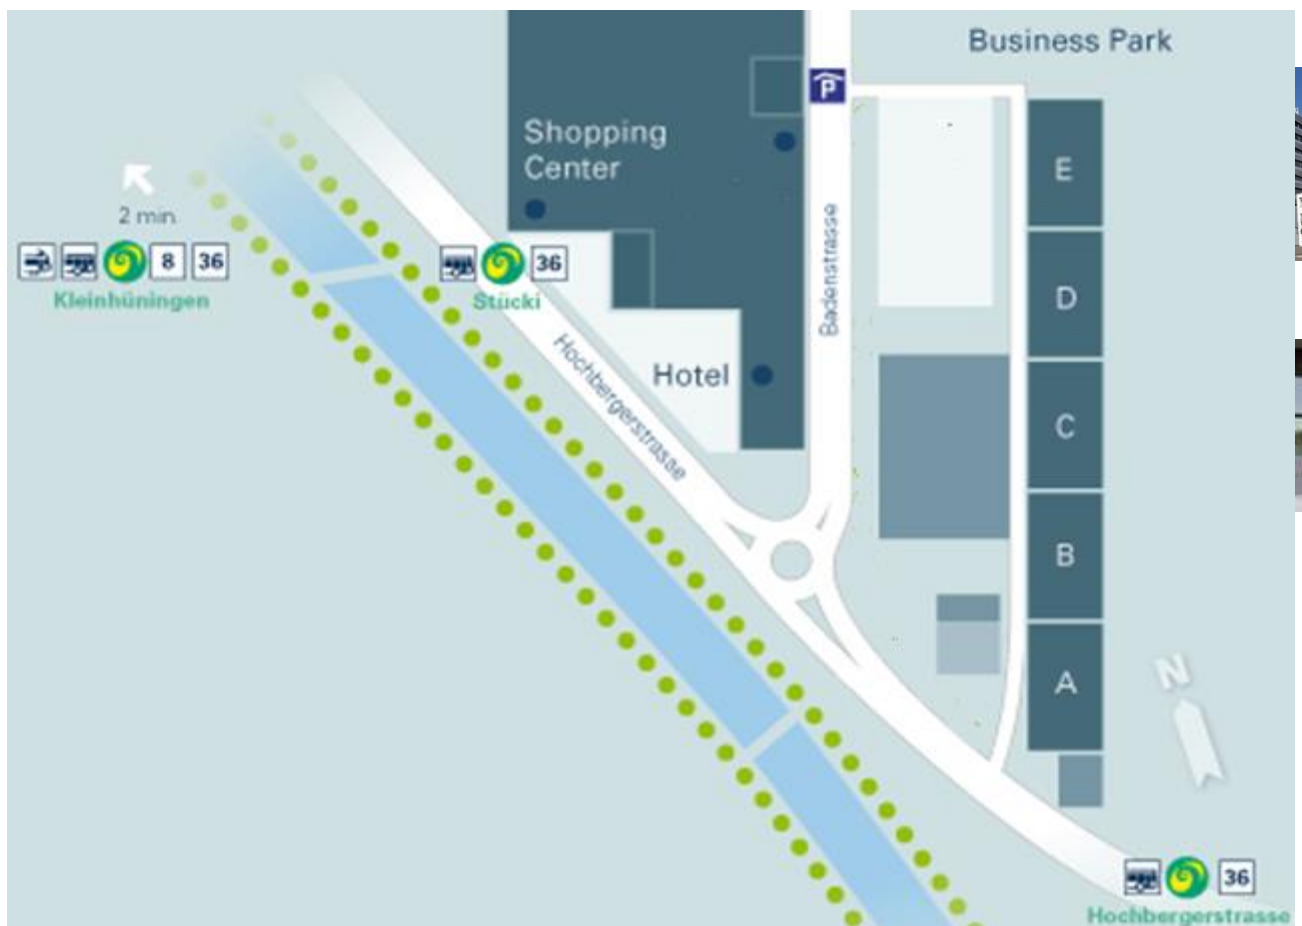 Business Park
P
Shopping
Center
E
2 min
8 36
Kleinhüningen
36
Stücki
Badenstrasse
D
Hochbergerstrasse
Hotel
C
B
A
N
36
Hochbergerstrasse